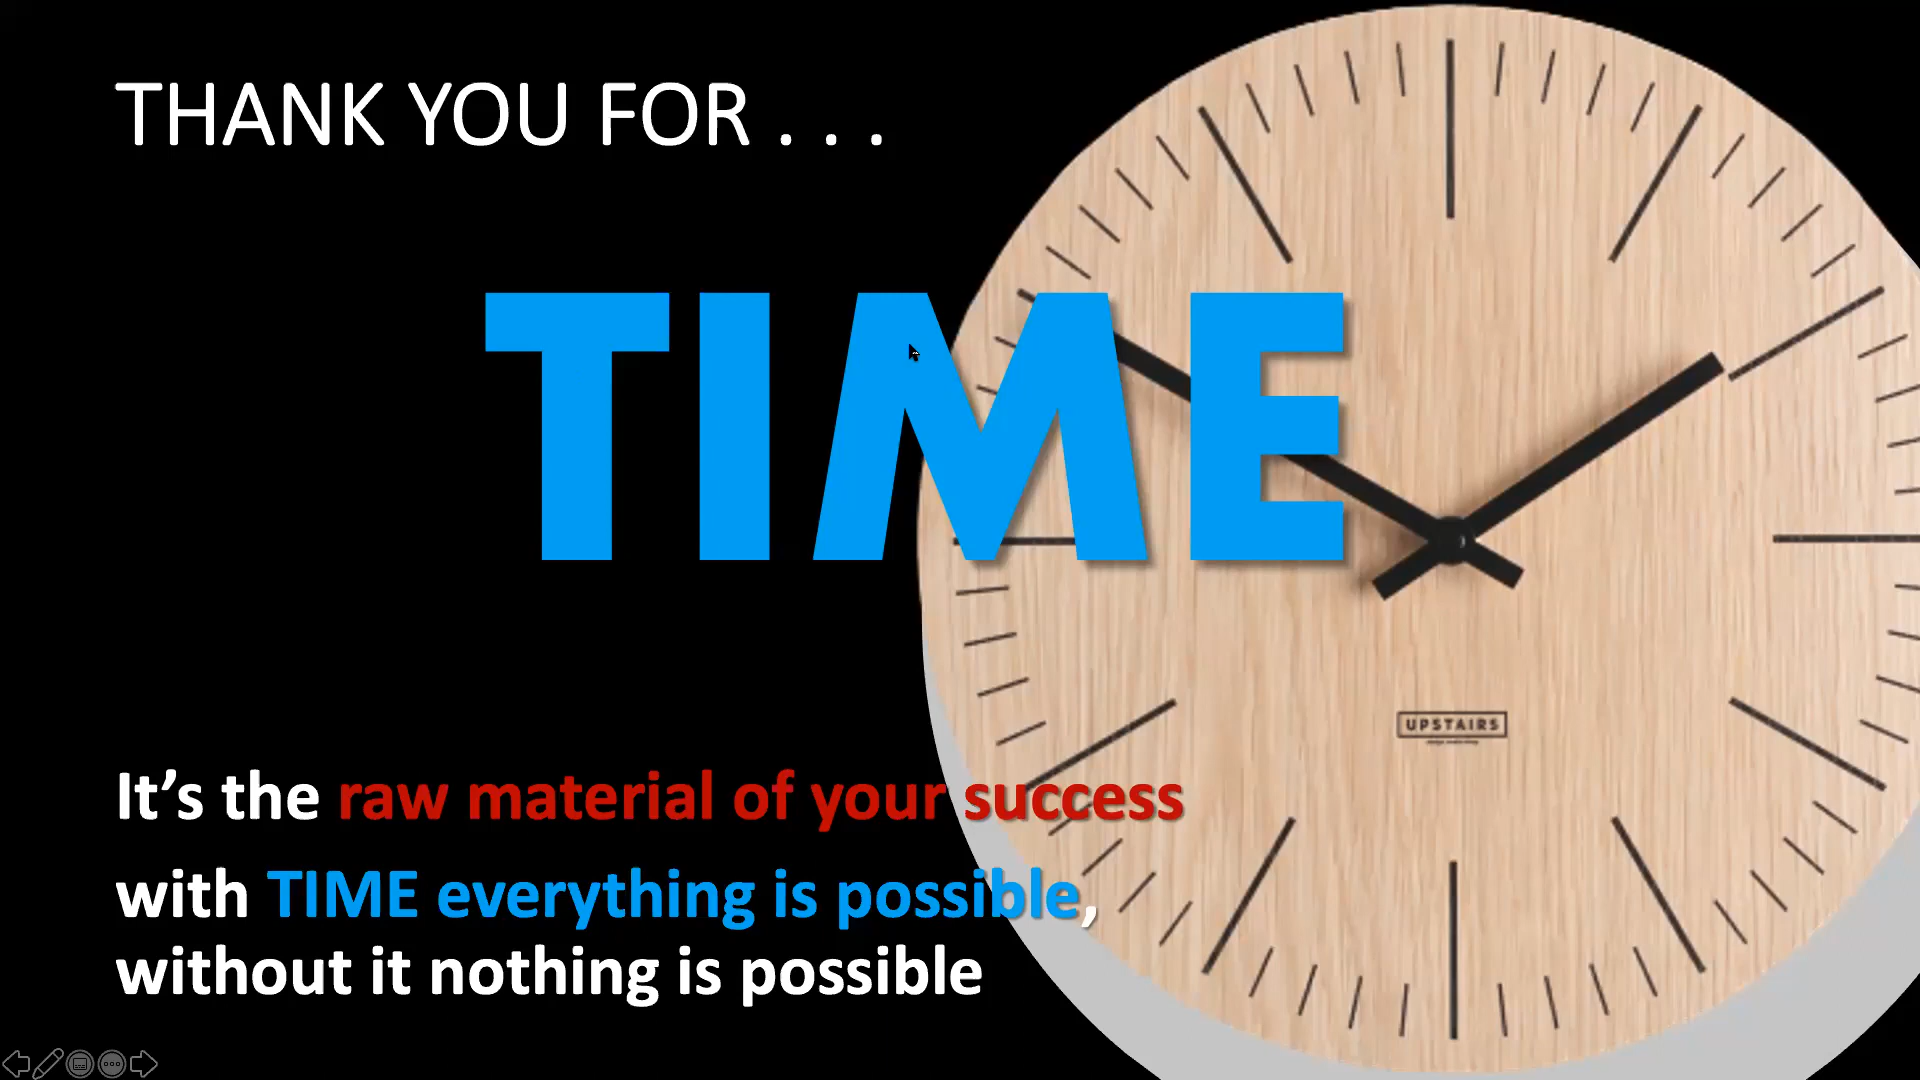 THANK YOU FOR . . .
TIME
UPSTAIRS
It's the raw material of your success
with TIME everything is possible,
without it nothing is possible